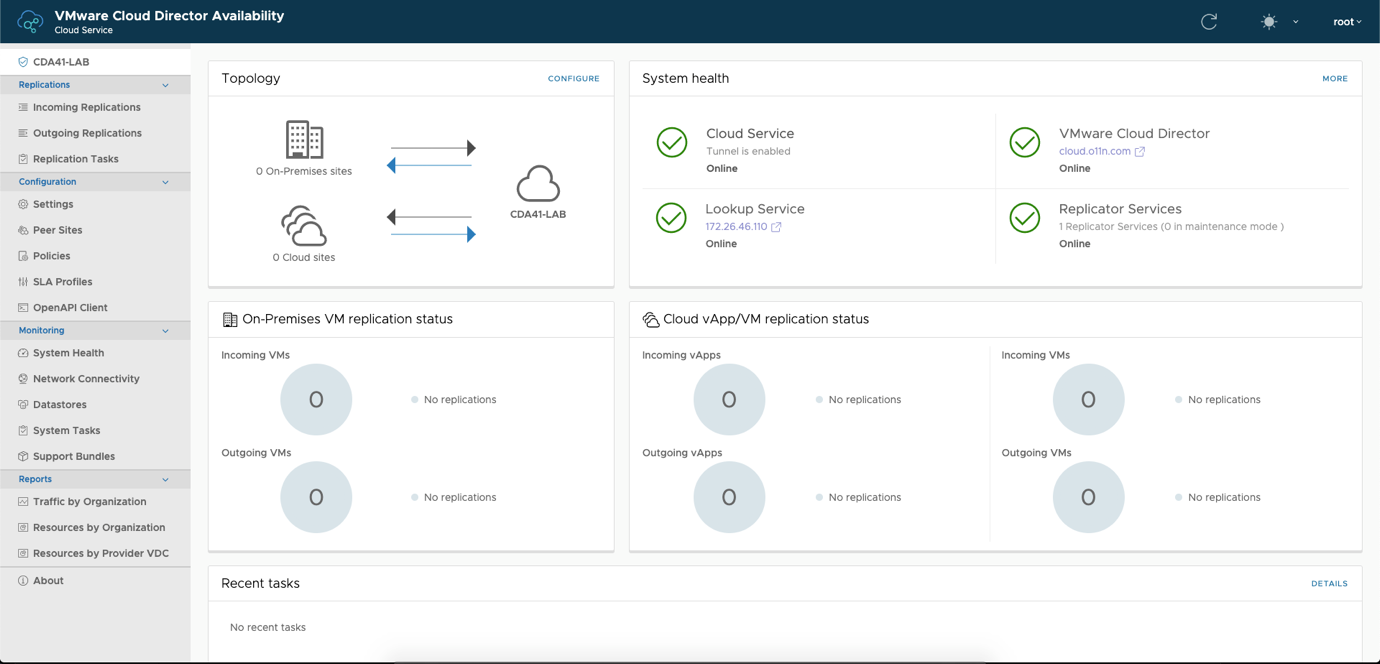 VMware Cloud Director Availability
Cloud Service
root
CDA41-LAB
Replications
Incoming Replications
Outgoing Replications
Replication Tasks
Configuration
Settings
Peer Sites
Policies
SLA Profiles
OpenAPI Client
Monitoring
System Health
Network Connectivity
Datastores
System Tasks
Support Bundles
Reports
Traffic by Organization
Resources by Organization
Resources by Provider VDC
About
Topology
CONFIGURE
0 On-Premises sites
CDA41-LAB
0 Cloud sites
System health
MORE
Cloud Service
Tunnel is enabled
Online
VMware Cloud Director
cloud.o11n.com
Online
Lookup Service
172.26.46.110
Online
Replicator Services
1 Replicator Services (0 in maintenance mode )
Online
On-Premises VM replication status
Incoming VMs
0
No replications
Outgoing VMs
0
No replications
Cloud vApp/VM replication status
Incoming vApps
0
No replications
Outgoing vApps
0
No replications
Incoming VMs
0
No replications
Outgoing VMs
0
No replications
Recent tasks
DETAILS
No recent tasks